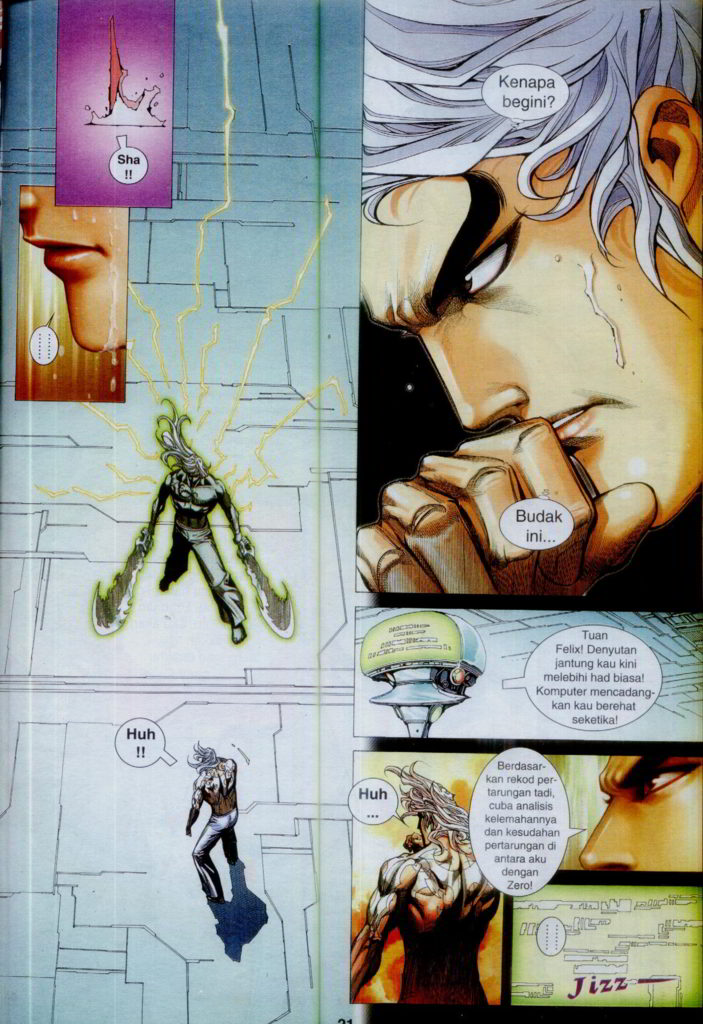 Sha
!!
.......
Huh
!!
Kenapa
begini?
Budak
ini...
Tuan
Felix! Denyutan
jantung kau kini
melebihi had biasa!
Komputer mencadang-
kan kau berehat
seketika!
Huh
...
Berdasar-
kan rekod per-
tarungan tadi,
cuba analisis
kelemahannya
dan kesudahan
pertarungan di
antara aku
dengan
Zero!
.......
Jizz —